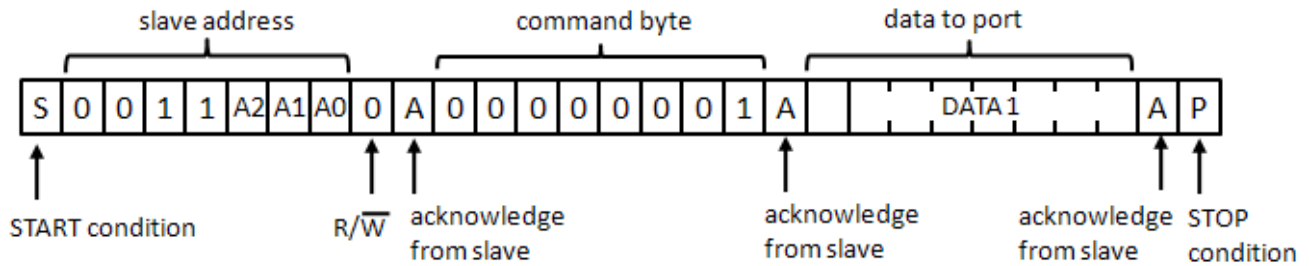 slave address command byte data to port
S 0 0 1 1 A2 A1 A0 0 A 0 0 0 0 0 0 0 1 A DATA 1 A P
START condition R/W̅ acknowledge from slave acknowledge from slave acknowledge from slave STOP condition